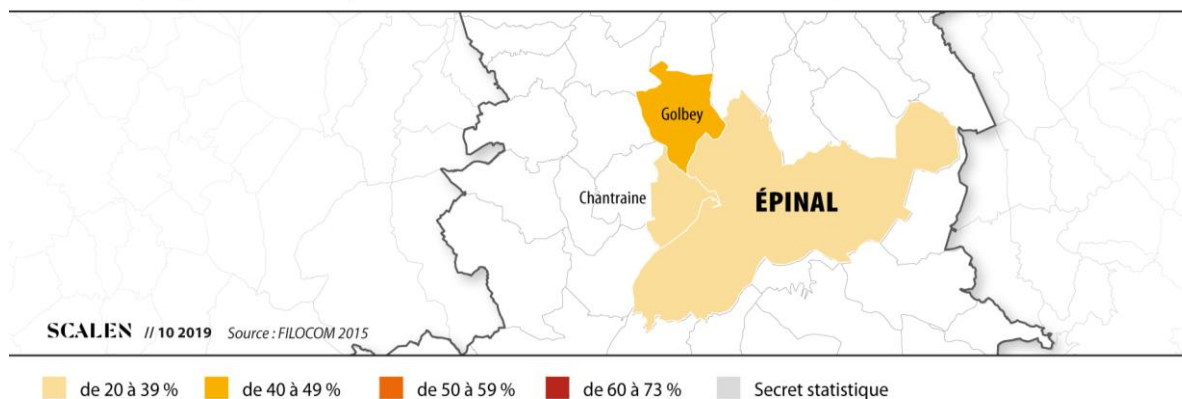 Golbey
Chantraine
ÉPINAL
SCALEN // 10 2019 Source : FILOCOM 2015
de 20 à 39 % de 40 à 49 % de 50 à 59 % de 60 à 73 % Secret statistique